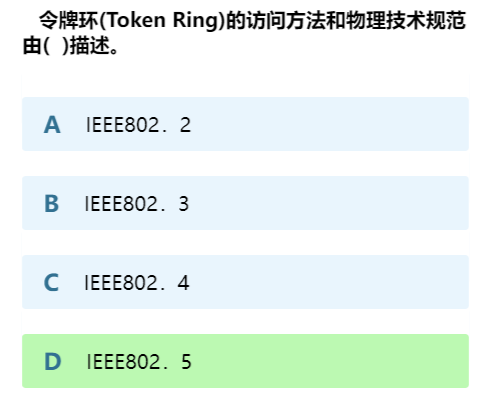 令牌环(Token Ring)的访问方法和物理技术规范
由( )描述。
A IEEE802．2
B IEEE802．3
C IEEE802．4
D IEEE802．5